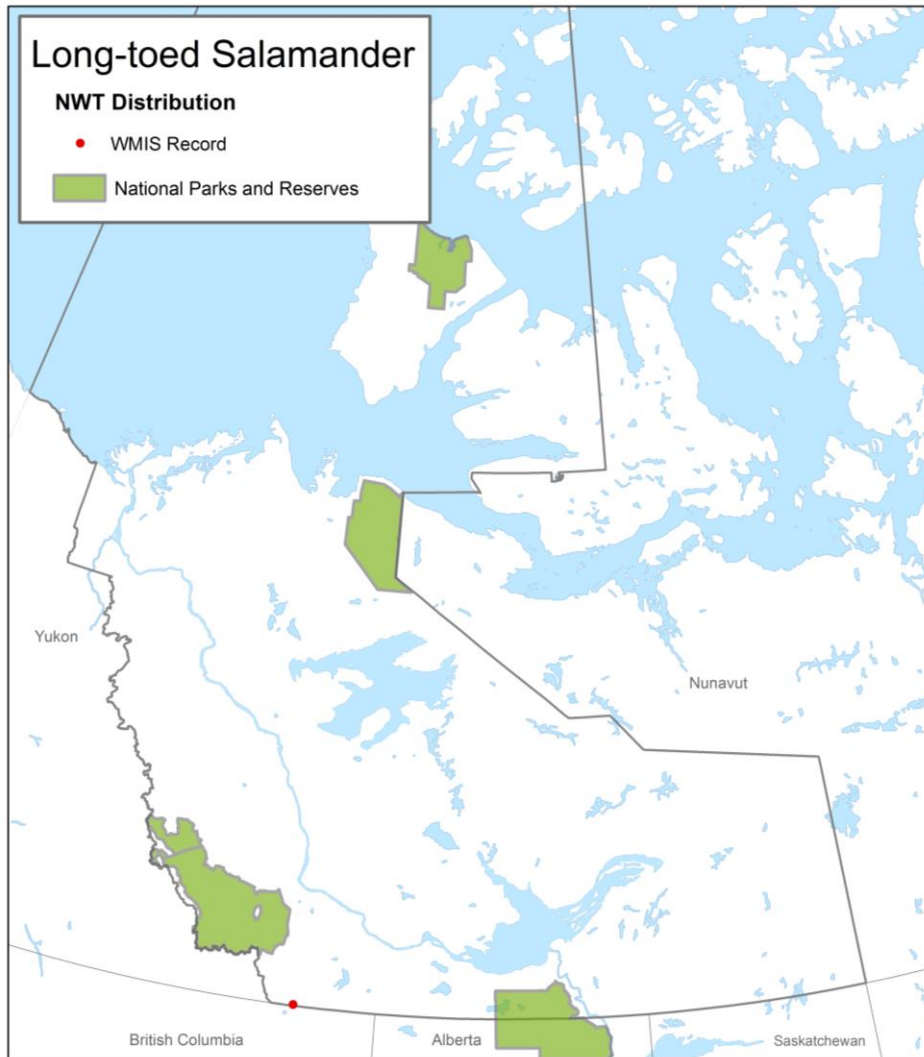 Long-toed Salamander
NWT Distribution
WMIS Record
National Parks and Reserves
Yukon
Nunavut
British Columbia
Alberta
Saskatchewan